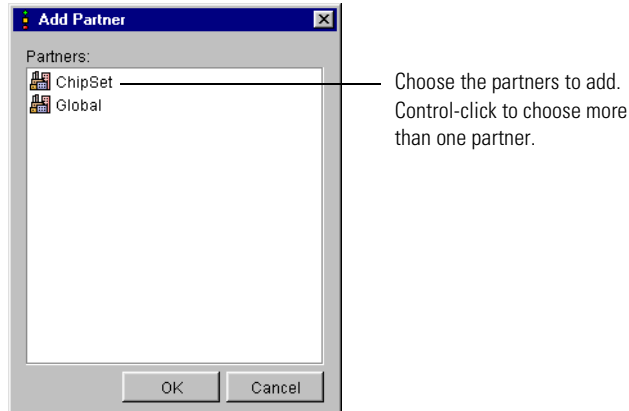 Add Partner
Partners:
ChipSet
Global
Choose the partners to add.
Control-click to choose more
than one partner.
OK
Cancel